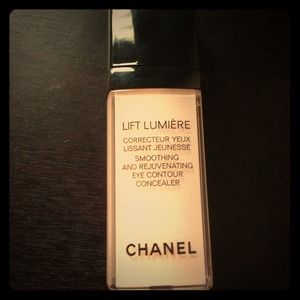 LIFT LUMIÈRE
CORRECTEUR YEUX
LISSANT JEUNESSE
SMOOTHING
AND REJUVENATING
EYE CONTOUR
CONCEALER
CHANEL